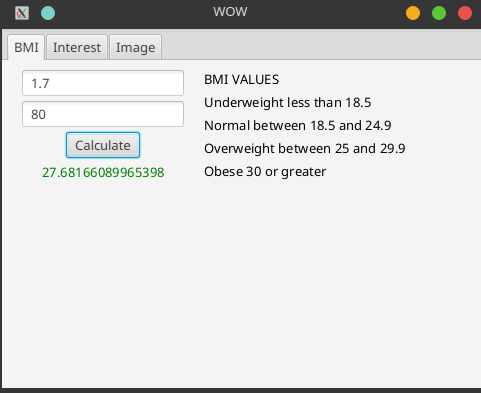 WOW
BMI Interest Image
1.7
80
Calculate
27.68166089965398
BMI VALUES
Underweight less than 18.5
Normal between 18.5 and 24.9
Overweight between 25 and 29.9
Obese 30 or greater